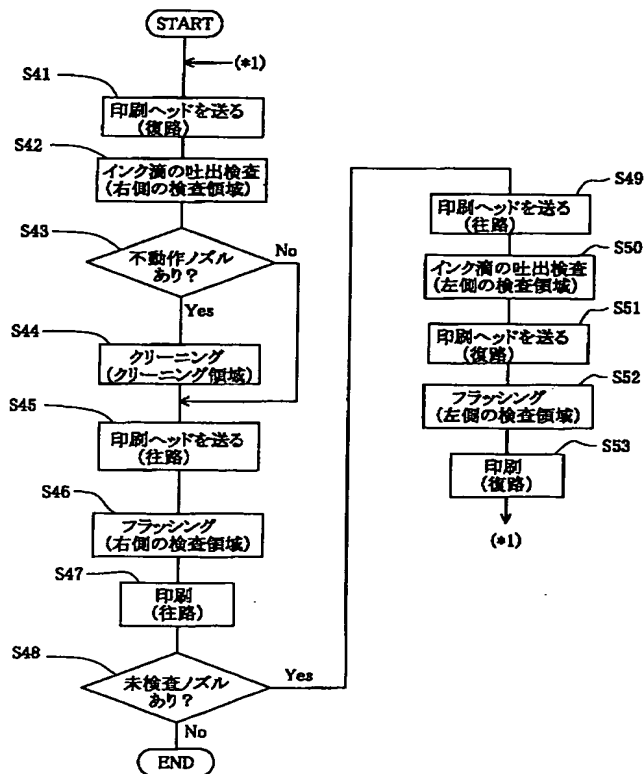 START
(*1)
S41
印刷ヘッドを送る
(復路)
S42
インク滴の吐出検査
(右側の検査領域)
S43
不動作ノズル
あり?
No
Yes
S44
クリーニング
(クリーニング領域)
S45
印刷ヘッドを送る
(往路)
S46
フラッシング
(右側の検査領域)
S47
印刷
(往路)
S48
未検査ノズル
あり?
Yes
No
END
S49
印刷ヘッドを送る
(往路)
S50
インク滴の吐出検査
(左側の検査領域)
S51
印刷ヘッドを送る
(復路)
S52
フラッシング
(左側の検査領域)
S53
印刷
(復路)
(*1)